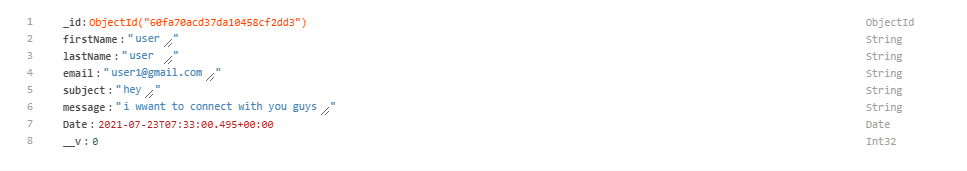 1 _id:ObjectId("60fa70acd37da10458cf2dd3") ObjectId
2 firstName:"user " String
3 lastName:"user  " String
4 email:"user1@gmail.com " String
5 subject:"hey " String
6 message:"i wwant to connect with you guys " String
7 Date:2021-07-23T07:33:00.495+00:00 Date
8 __v:0 Int32